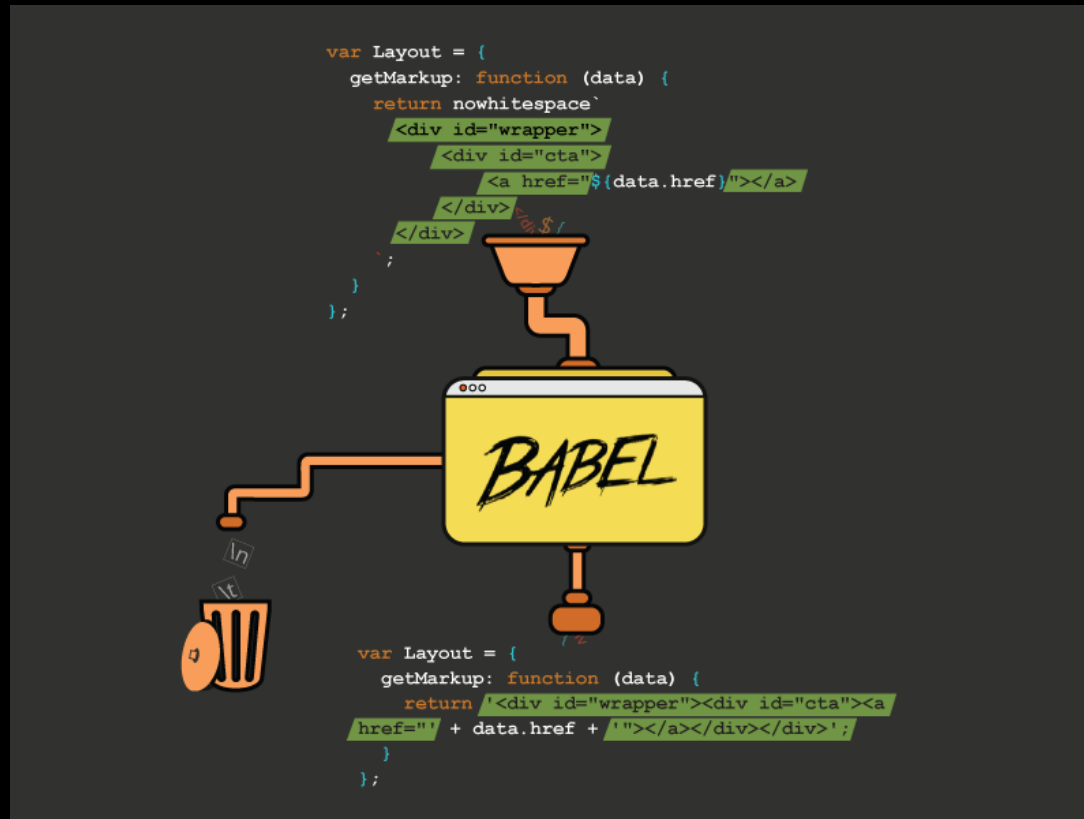 var Layout = {
getMarkup: function (data) {
return nowhitespace`
<div id="wrapper">
<div id="cta">
<a href="${data.href}"></a>
</div>
</div>
`;
}
};
${
BABEL
\n
\t
var Layout = {
getMarkup: function (data) {
return '<div id="wrapper"><div id="cta"><a
href="' + data.href + '"></a></div></div>';
}
};